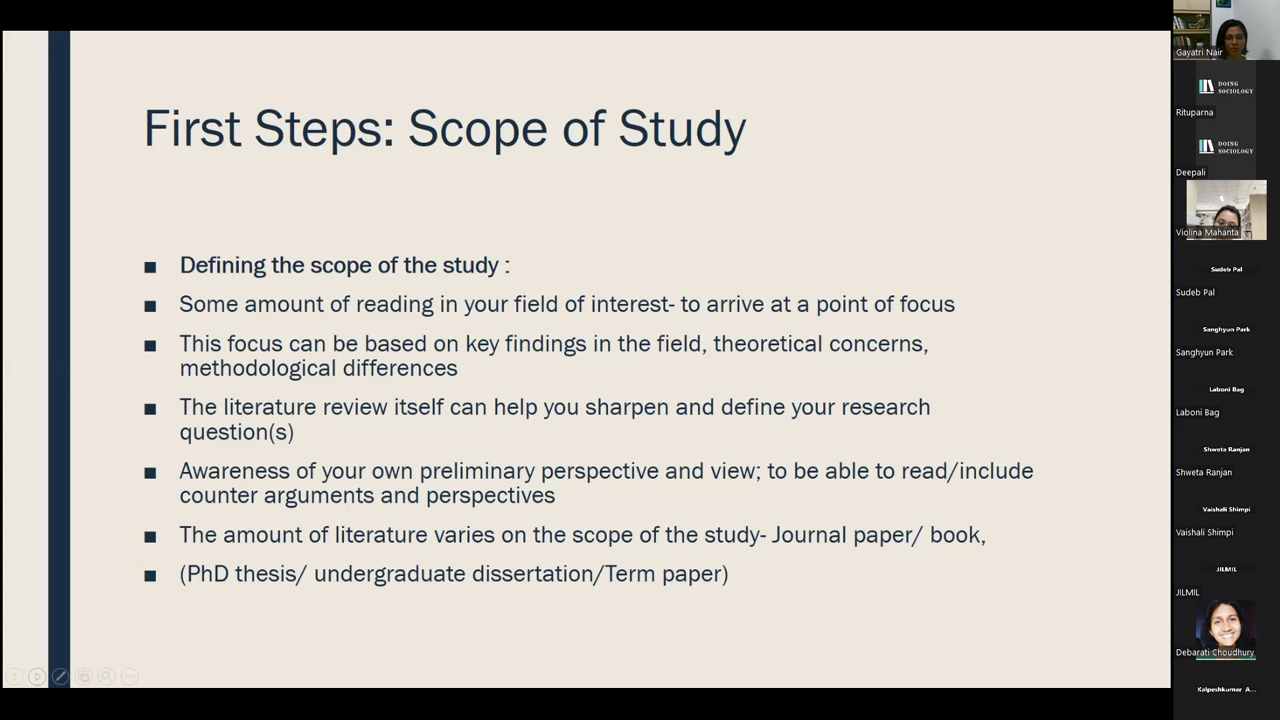 First Steps: Scope of Study
■ Defining the scope of the study :
■ Some amount of reading in your field of interest- to arrive at a point of focus
■ This focus can be based on key findings in the field, theoretical concerns,
methodological differences
■ The literature review itself can help you sharpen and define your research
question(s)
■ Awareness of your own preliminary perspective and view; to be able to read/include
counter arguments and perspectives
■ The amount of literature varies on the scope of the study- Journal paper/ book,
■ (PhD thesis/ undergraduate dissertation/Term paper)
Gayatri Nair
DOING
SOCIOLOGY
Rituparna
DOING
SOCIOLOGY
Deepali
Violina Mahanta
Sudeb Pal
Sudeb Pal
Sanghyun Park
Sanghyun Park
Laboni Bag
Laboni Bag
Shweta Ranjan
Shweta Ranjan
Vaishali Shimpi
Vaishali Shimpi
JILMIL
JILMIL
Debarati Choudhury
Kalpeshkumar A...